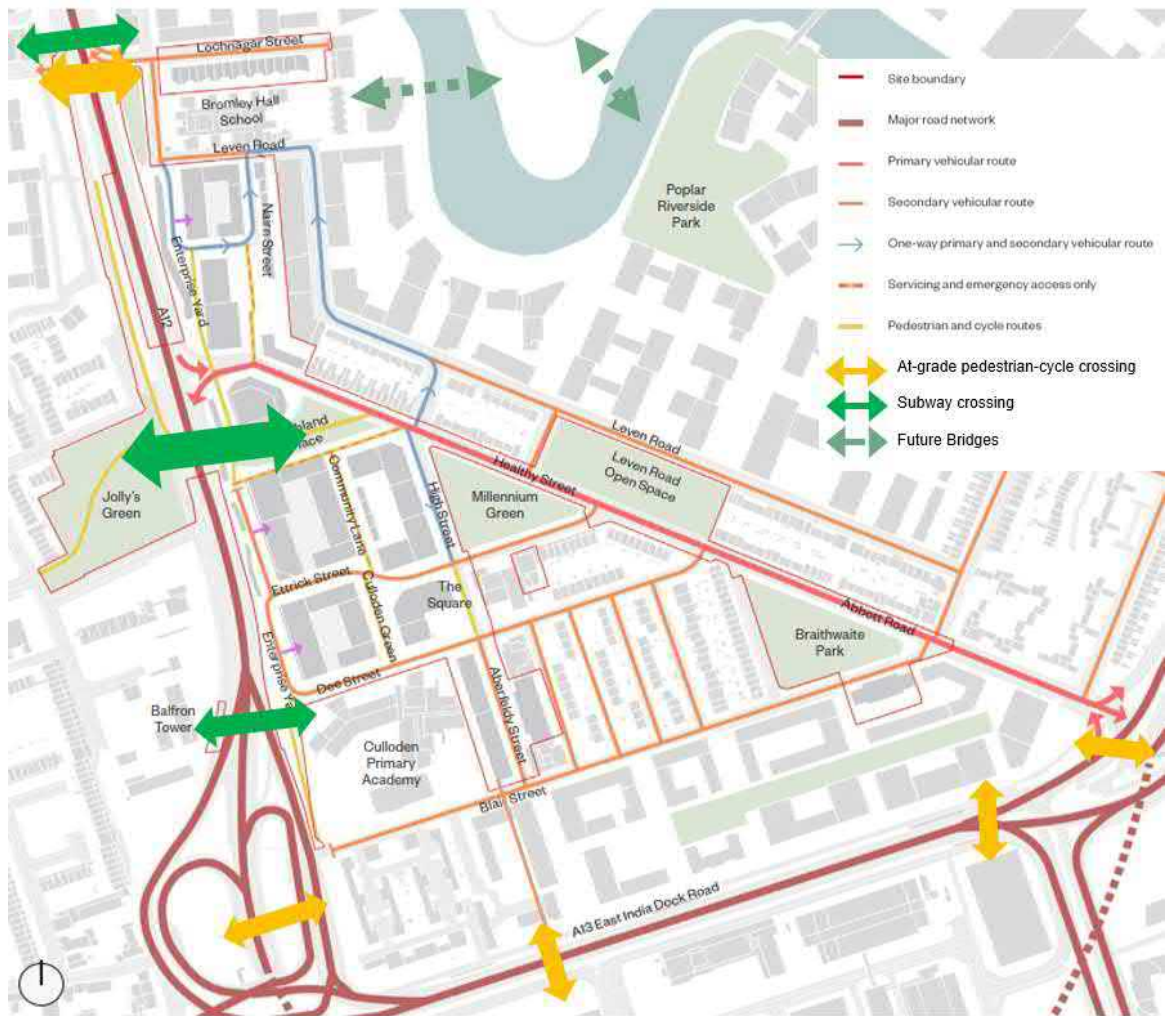 Lochnagar Street
Bromley Hall
School
Leven Road
Nairn Street
Enterprise Yard
A12
Poplar
Riverside
Park
Site boundary
Major road network
Primary vehicular route
Secondary vehicular route
One-way primary and secondary vehicular route
Servicing and emergency access only
Pedestrian and cycle routes
At-grade pedestrian-cycle crossing
Subway crossing
Future Bridges
Jolly's
Green
Community Lane
High Street
Healthy Street
Millennium
Green
Leven Road
Leven Road
Open Space
Ettrick Street
Culloden Green
The
Square
Enterprise
Dee Street
Aberfeldy Street
Abbott Road
Braithwaite
Park
Balfron
Tower
Culloden
Primary
Academy
Blair Street
A13 East India Dock Road